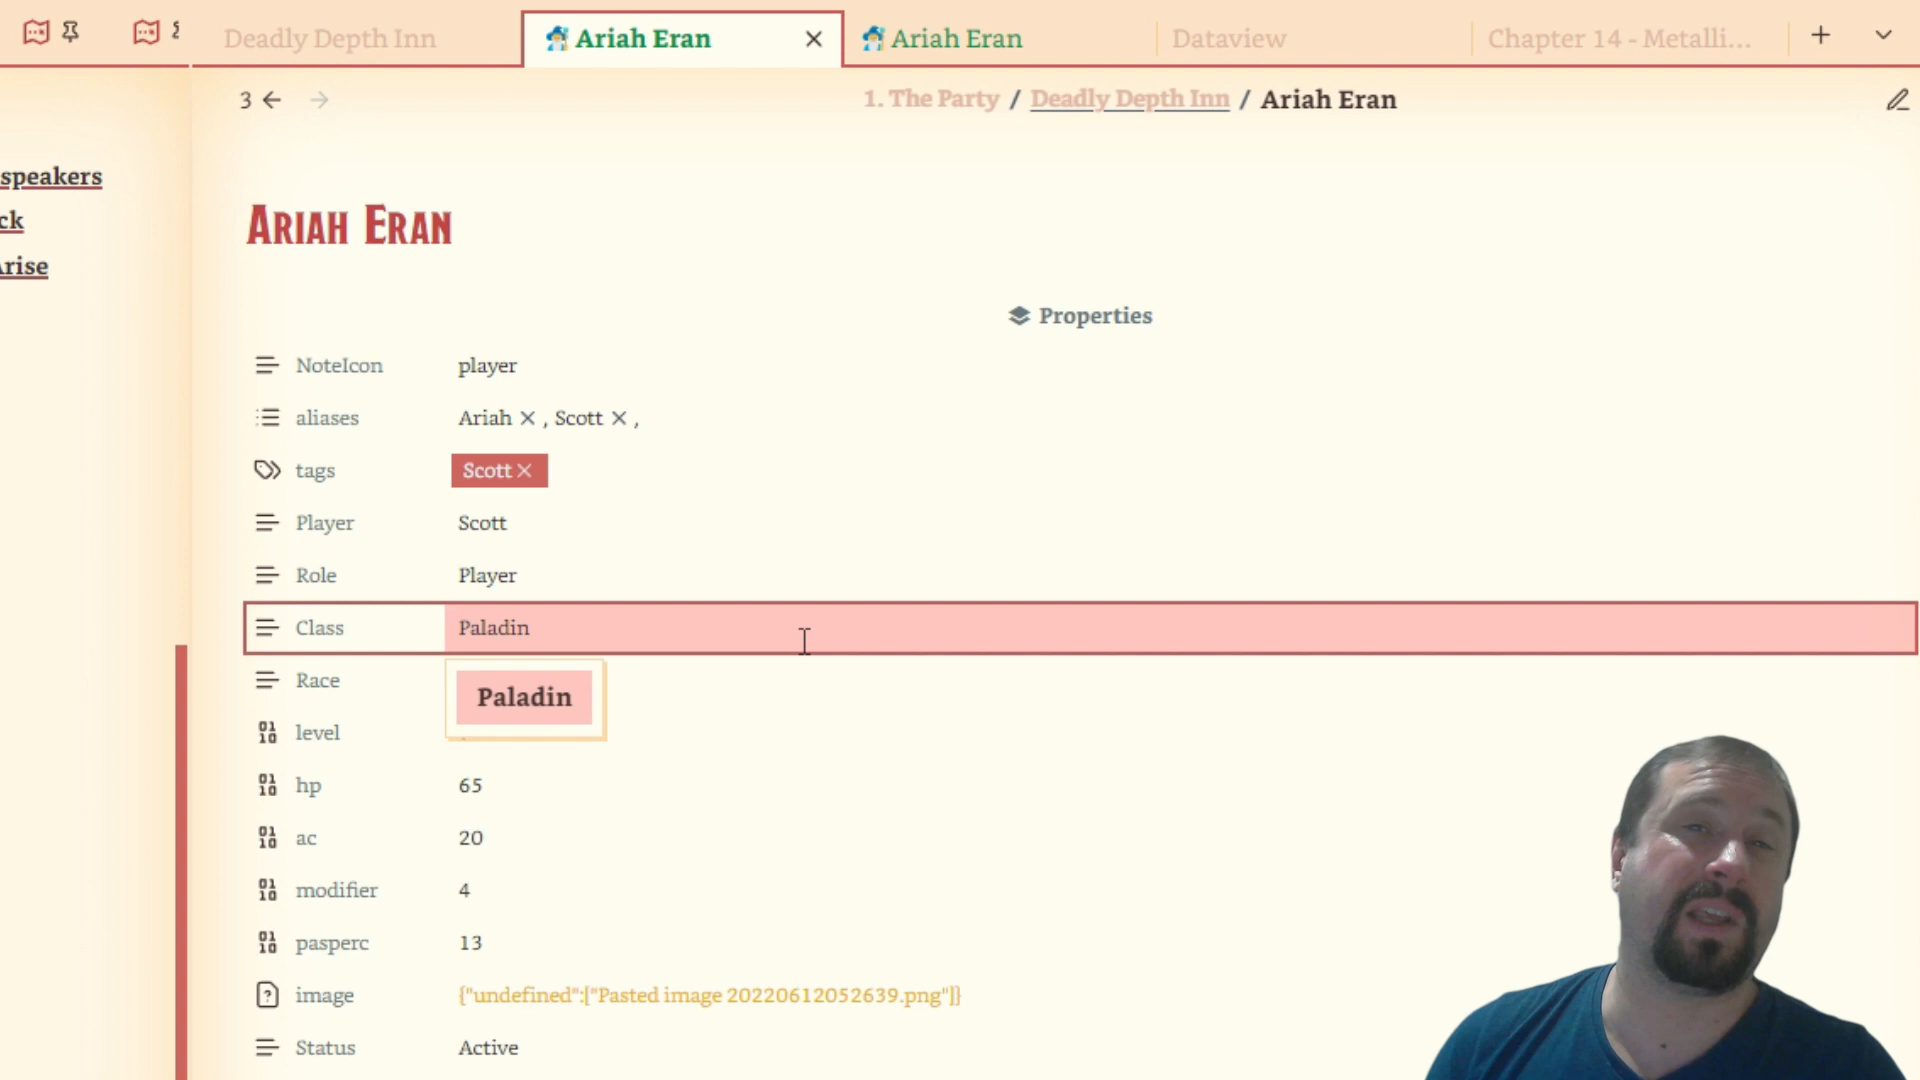 Deadly Depth Inn
Ariah Eran
Ariah Eran
Dataview
Chapter 14 - Metalli...
3
1. The Party / Deadly Depth Inn / Ariah Eran
speakers
ck
Arise
Ariah Eran
Properties
NoteIcon player
aliases Ariah × , Scott × ,
tags Scott ×
Player Scott
Role Player
Class Paladin
Race
Paladin
level
hp 65
ac 20
modifier 4
pasperc 13
image {"undefined":["Pasted image 20220612052639.png"]}
Status Active